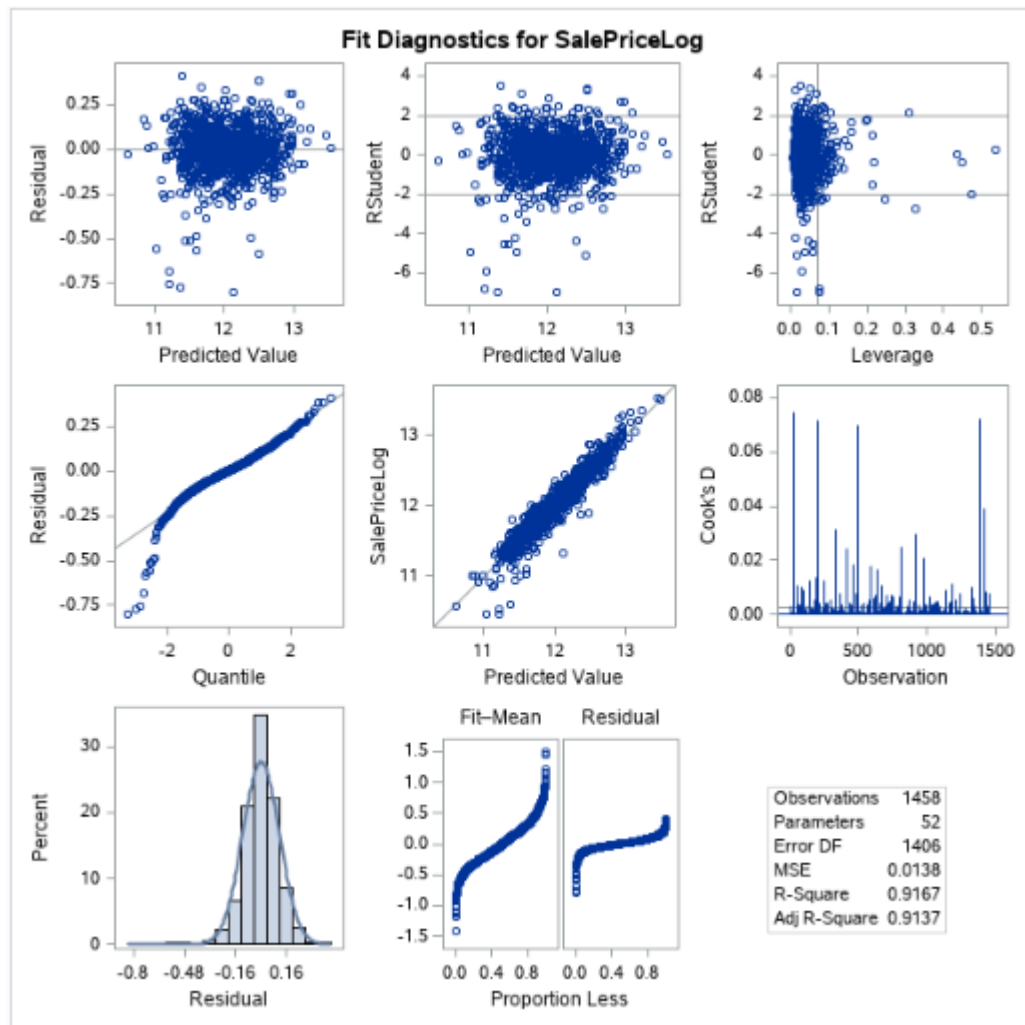 Fit Diagnostics for SalePriceLog
0.25
0.00
-0.25
-0.50
-0.75
Residual
11 12 13
Predicted Value
4
2
0
-2
-4
-6
RStudent
11 12 13
Predicted Value
4
2
0
-2
-4
-6
RStudent
0.0 0.1 0.2 0.3 0.4 0.5
Leverage
0.25
0.00
-0.25
-0.50
-0.75
Residual
-2 0 2
Quantile
13
12
11
SalePriceLog
11 12 13
Predicted Value
0.08
0.06
0.04
0.02
0.00
Cook's D
0 500 1000 1500
Observation
30
20
10
0
Percent
-0.8 -0.48 -0.16 0.16
Residual
Fit–Mean Residual
1.5
1.0
0.5
0.0
-0.5
-1.0
-1.5
0.0 0.4 0.8 0.0 0.4 0.8
Proportion Less
Observations 1458
Parameters 52
Error DF 1406
MSE 0.0138
R-Square 0.9167
Adj R-Square 0.9137